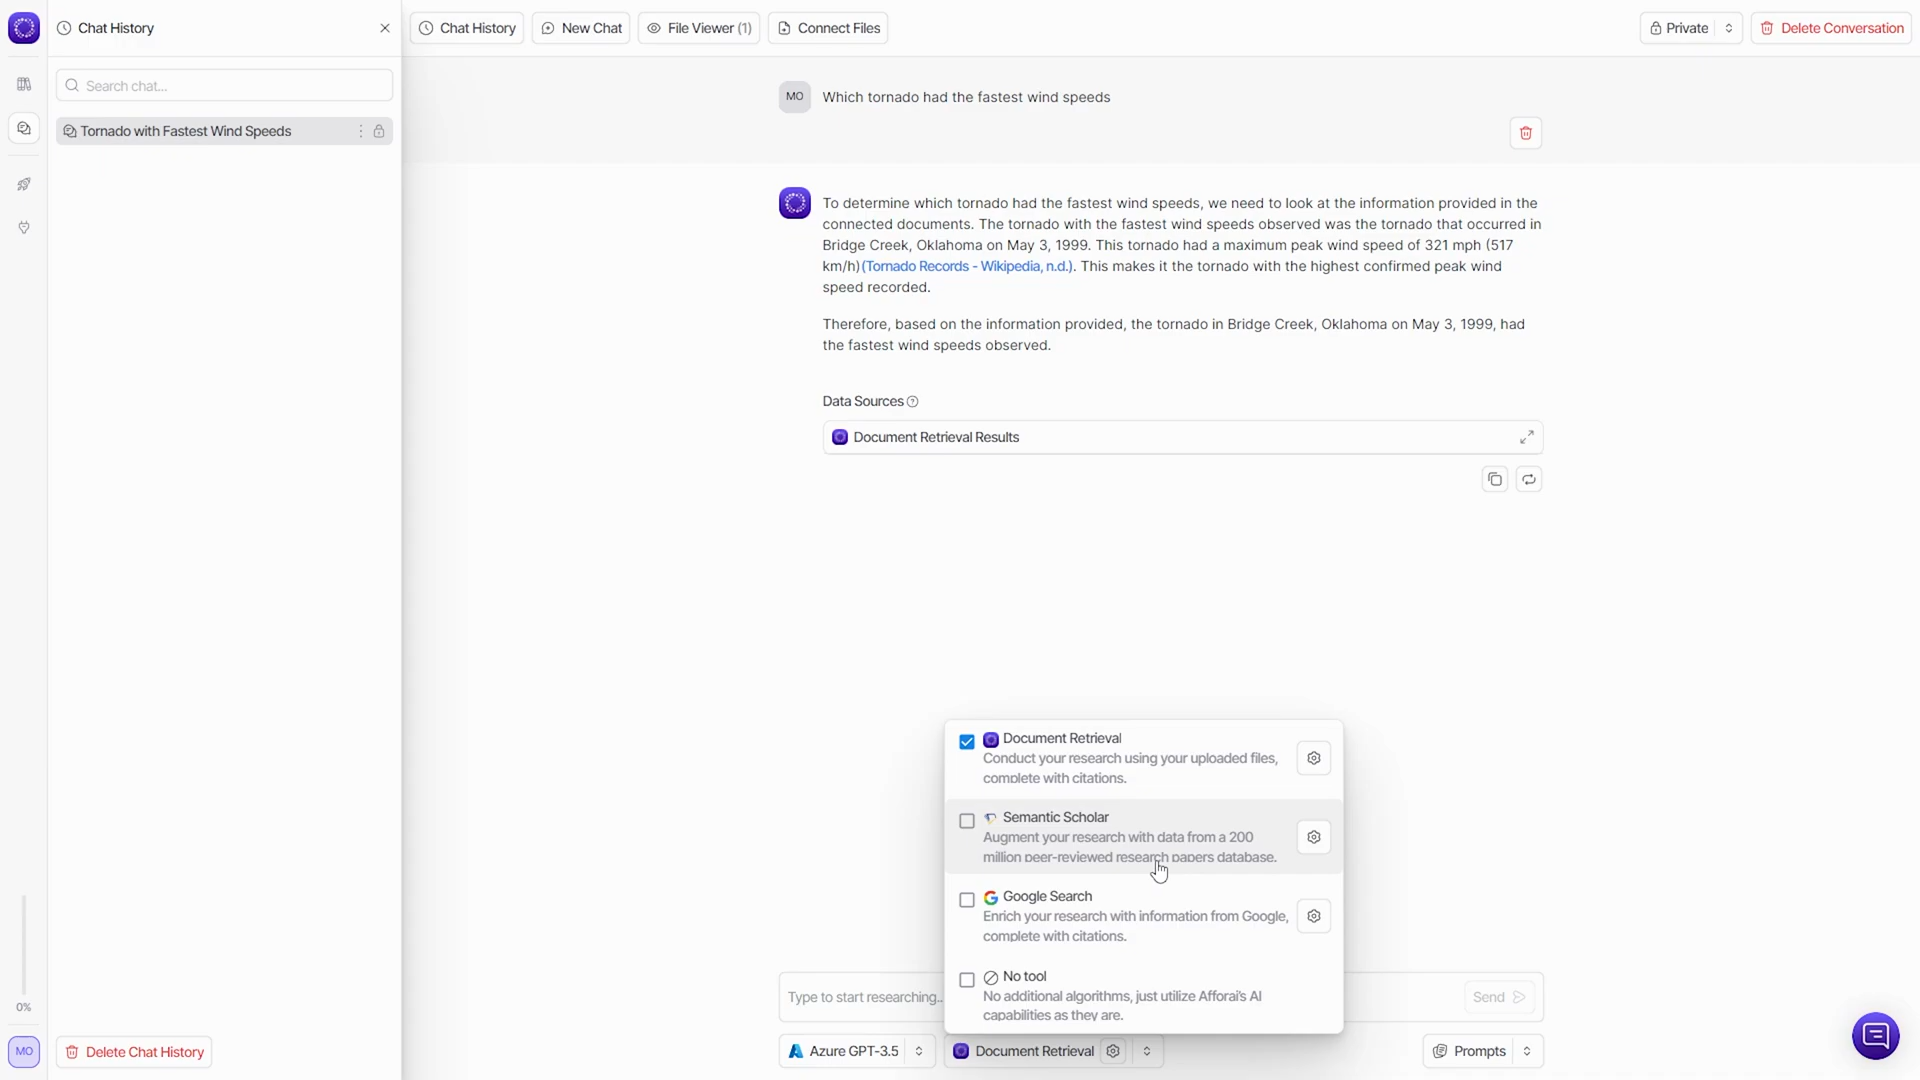 Chat History
Search chat...
Tornado with Fastest Wind Speeds
0%
MO
Delete Chat History
Chat History
New Chat
File Viewer (1)
Connect Files
Private
Delete Conversation
MO
Which tornado had the fastest wind speeds
To determine which tornado had the fastest wind speeds, we need to look at the information provided in the
connected documents. The tornado with the fastest wind speeds observed was the tornado that occurred in
Bridge Creek, Oklahoma on May 3, 1999. This tornado had a maximum peak wind speed of 321 mph (517
km/h)(Tornado Records - Wikipedia, n.d.). This makes it the tornado with the highest confirmed peak wind
speed recorded.
Therefore, based on the information provided, the tornado in Bridge Creek, Oklahoma on May 3, 1999, had
the fastest wind speeds observed.
Data Sources
Document Retrieval Results
Document Retrieval
Conduct your research using your uploaded files,
complete with citations.
Semantic Scholar
Augment your research with data from a 200
million peer-reviewed research papers database.
Google Search
Enrich your research with information from Google,
complete with citations.
No tool
No additional algorithms, just utilize Afforai's AI
capabilities as they are.
Type to start researching..
Send
Azure GPT-3.5
Document Retrieval
Prompts